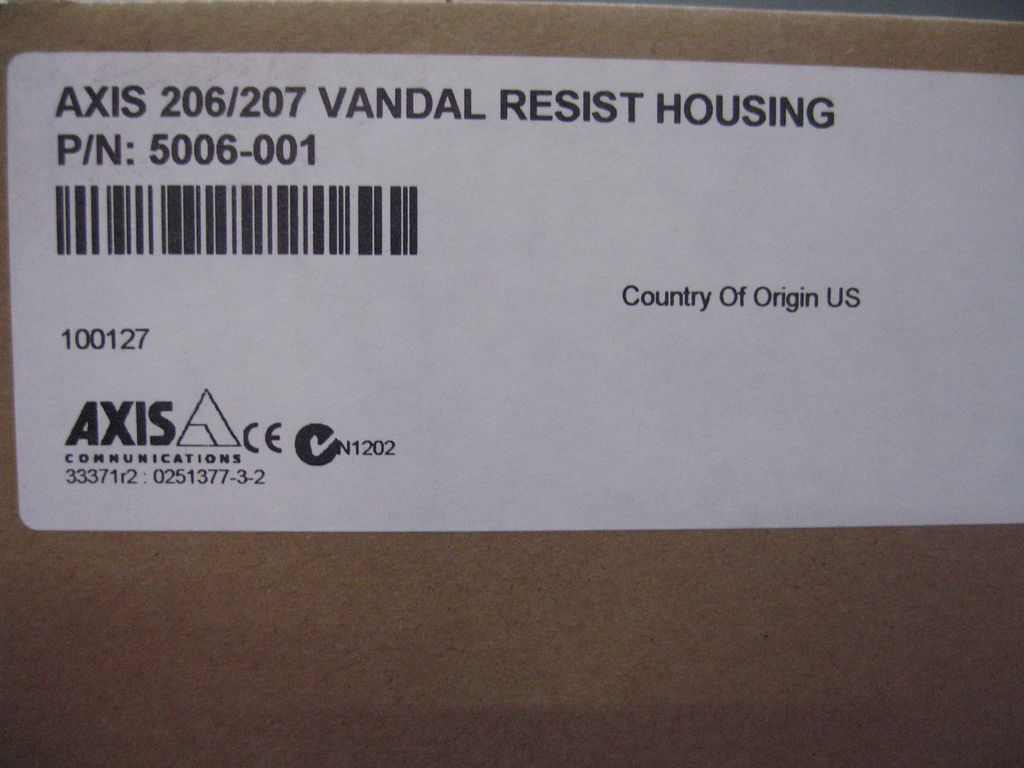 AXIS 206/207 VANDAL RESIST HOUSING
P/N: 5006-001
Country Of Origin US
100127
AXIS CE N1202
COMMUNICATIONS
33371r2 : 0251377-3-2